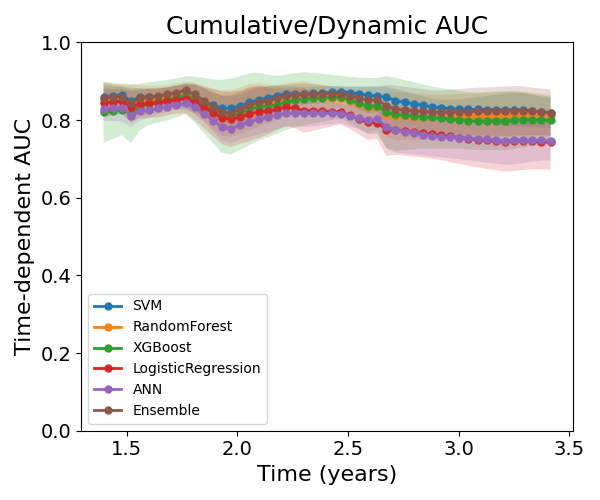 Cumulative/Dynamic AUC
Time-dependent AUC
1.0
0.8
0.6
0.4
0.2
0.0
SVM
RandomForest
XGBoost
LogisticRegression
ANN
Ensemble
1.5 2.0 2.5 3.0 3.5
Time (years)